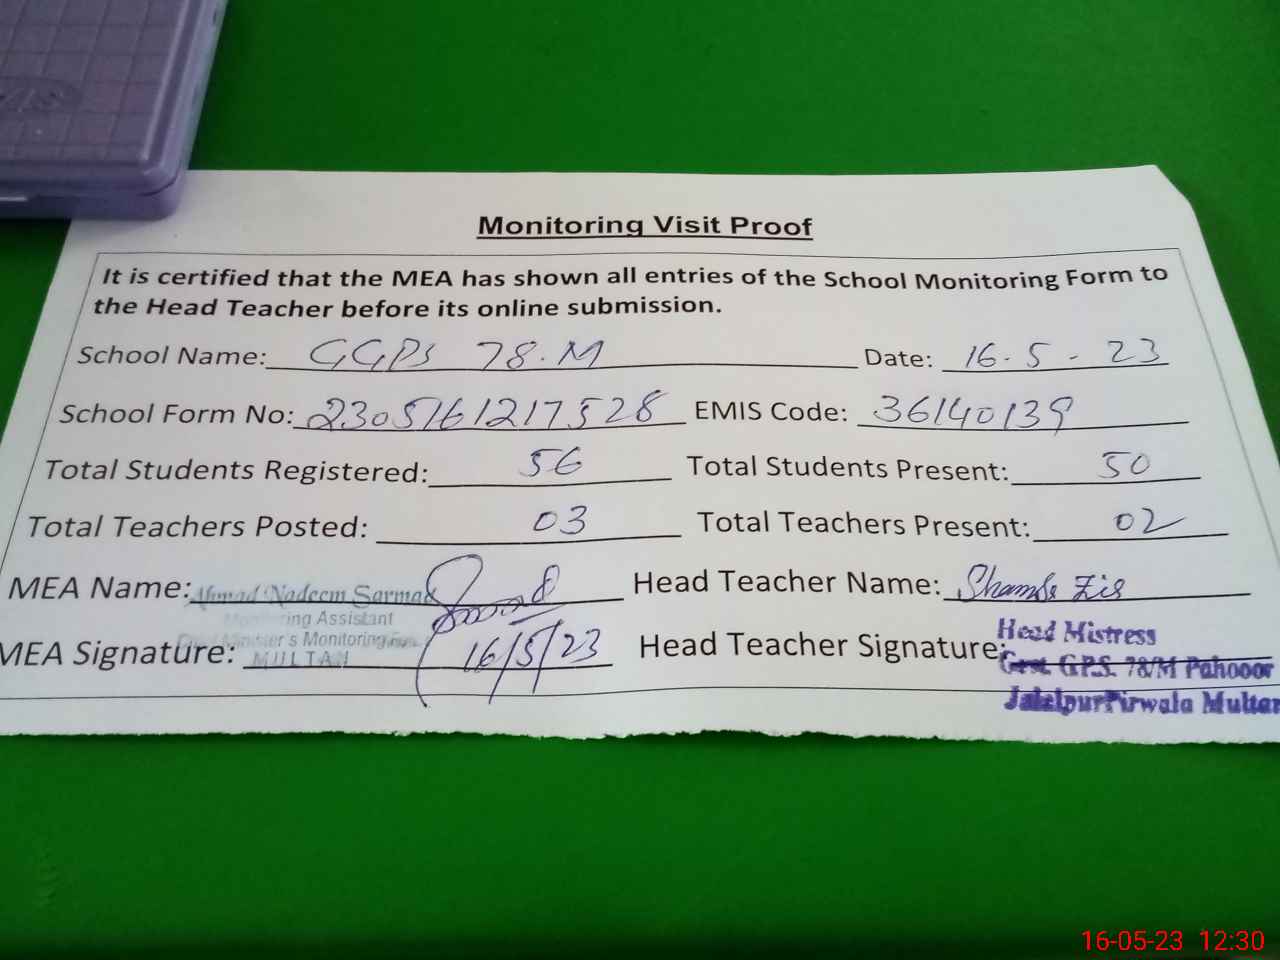 Monitoring Visit Proof
It is certified that the MEA has shown all entries of the School Monitoring Form to
the Head Teacher before its online submission.
School Name: GGPS 78.M Date: 16-5-23
School Form No: 2305161217528 EMIS Code: 36140139
Total Students Registered: 56 Total Students Present: 50
Total Teachers Posted: 03 Total Teachers Present: 02
MEA Name: Ahmad Nadeem Sarmad Head Teacher Name: Shamsa
ring Assistant
Minister's Monitoring
MEA Signature: MULTAN 16/5/23 Head Teacher Signature:
Head Mistress
Govt. G.P.S. 78/M Pahooor
JalalpurPirwala Multan
16-05-23 12:30